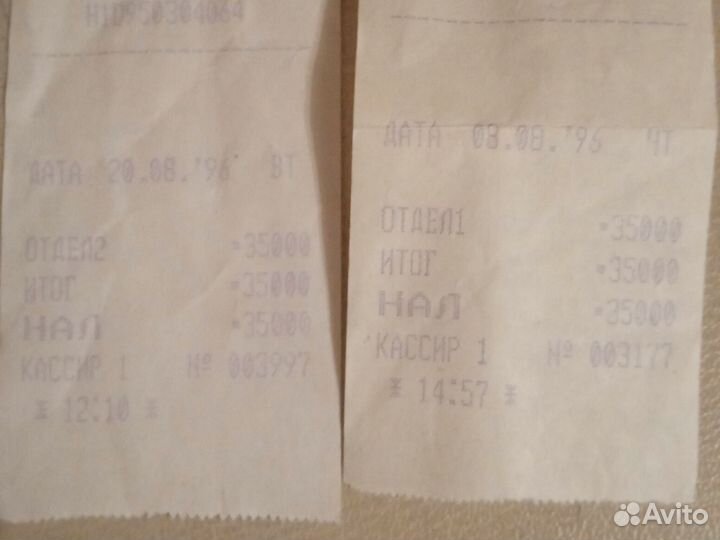 Н1D950304064
ДАТА 20.08.'96 ВТ
ОТДЕЛ2 =35000
ИТОГ =35000
НАЛ =35000
КАССИР 1 № 003997
* 12:10 *
ДАТА 08.08.'96 ЧТ
ОТДЕЛ1 =35000
ИТОГ =35000
НАЛ =35000
КАССИР 1 № 003177
* 14:57 *
Avito